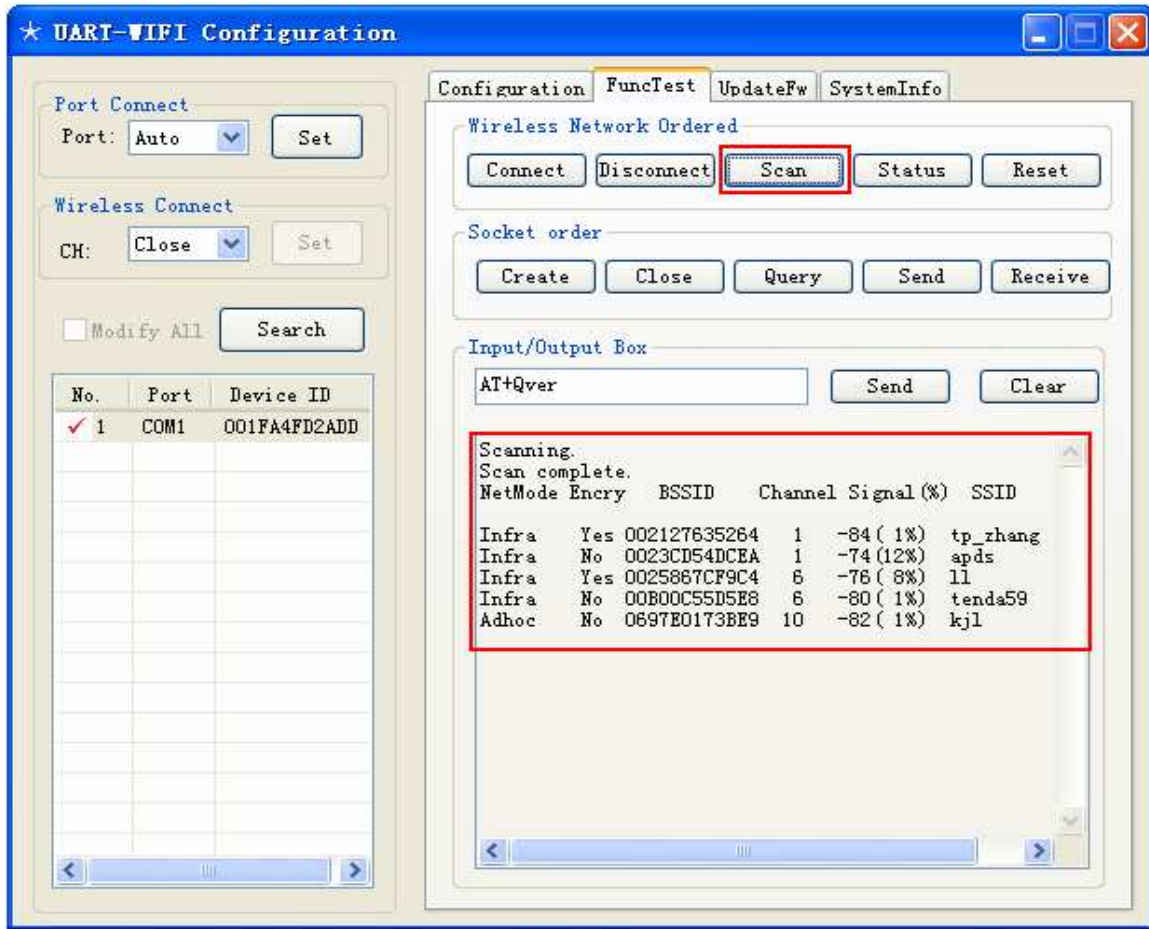 UART-WIFI Configuration
Port Connect
Port: Auto Set
Wireless Connect
CH: Close Set
Modify All Search
No. Port Device ID
1 COM1 001FA4FD2ADD
Configuration FuncTest UpdateFw SystemInfo
Wireless Network Ordered
Connect Disconnect Scan Status Reset
Socket order
Create Close Query Send Receive
Input/Output Box
AT+Qver Send Clear
Scanning.
Scan complete.
NetMode Encry BSSID Channel Signal(%) SSID
Infra Yes 002127635264 1 -84( 1%) tp_zhang
Infra No 0023CD54DCEA 1 -74(12%) apds
Infra Yes 0025867CF9C4 6 -76( 8%) ll
Infra No 00B00C55D5E8 6 -80( 1%) tenda59
Adhoc No 0697E0173BE9 10 -82( 1%) kjl